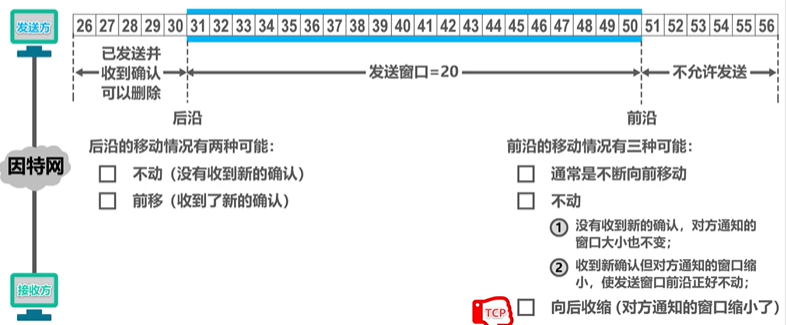 发送方
26 27 28 29 30 31 32 33 34 35 36 37 38 39 40 41 42 43 44 45 46 47 48 49 50 51 52 53 54 55 56
已发送并
收到确认
可以删除
发送窗口=20
不允许发送
后沿
前沿
后沿的移动情况有两种可能：
不动（没有收到新的确认）
前移（收到了新的确认）
前沿的移动情况有三种可能：
通常是不断向前移动
不动
1 没有收到新的确认，对方通知的
窗口大小也不变；
2 收到新确认但对方通知的窗口缩
小，使发送窗口前沿正好不动；
TCP
向后收缩（对方通知的窗口缩小了）
因特网
接收方